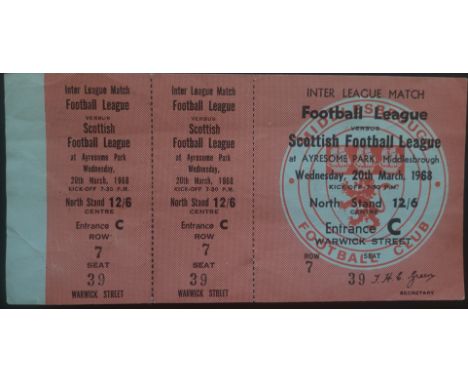 Inter League Match
Football League
VERSUS
Scottish
Football League
at Ayresome Park
Wednesday,
20th March, 1968
KICK-OFF 7-30 P.M.
North Stand 12/6
CENTRE
Entrance C
ROW
7
SEAT
39
WARWICK STREET
Inter League Match
Football League
VERSUS
Scottish
Football League
at Ayresome Park
Wednesday,
20th March, 1968
KICK-OFF 7-30 P.M.
North Stand 12/6
CENTRE
Entrance C
ROW
7
SEAT
39
WARWICK STREET
INTER LEAGUE MATCH
Football League
VERSUS
Scottish Football League
at AYRESOME PARK, Middlesbrough
Wednesday, 20th March, 1968
KICK-OFF 7-30 P.M.
North Stand 12/6
CENTRE
Entrance C
WARWICK STREET
ROW SEAT
7 39
SECRETARY
MIDDLESBROUGH
FOOTBALL CLUB